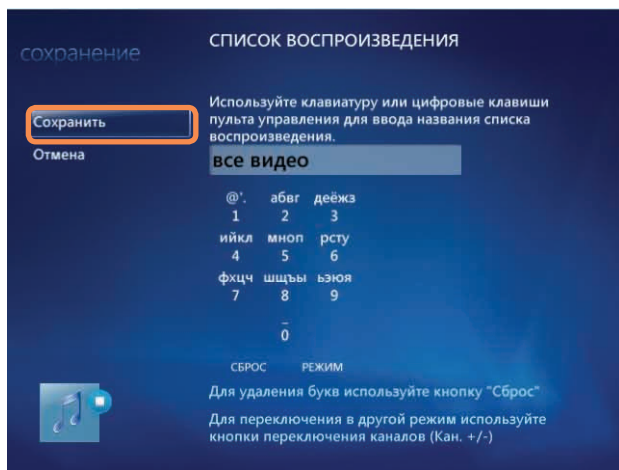 сохранение
СПИСОК ВОСПРОИЗВЕДЕНИЯ
Сохранить
Отмена
Используйте клавиатуру или цифровые клавиши
пульта управления для ввода названия списка
воспроизведения.
все видео
@'. абвг деёжз
1 2 3
ийкл мноп рсту
4 5 6
фхцч шщъы ьэюя
7 8 9
_
0
СБРОС РЕЖИМ
Для удаления букв используйте кнопку "Сброс"
Для переключения в другой режим используйте
кнопки переключения каналов (Кан. +/-)